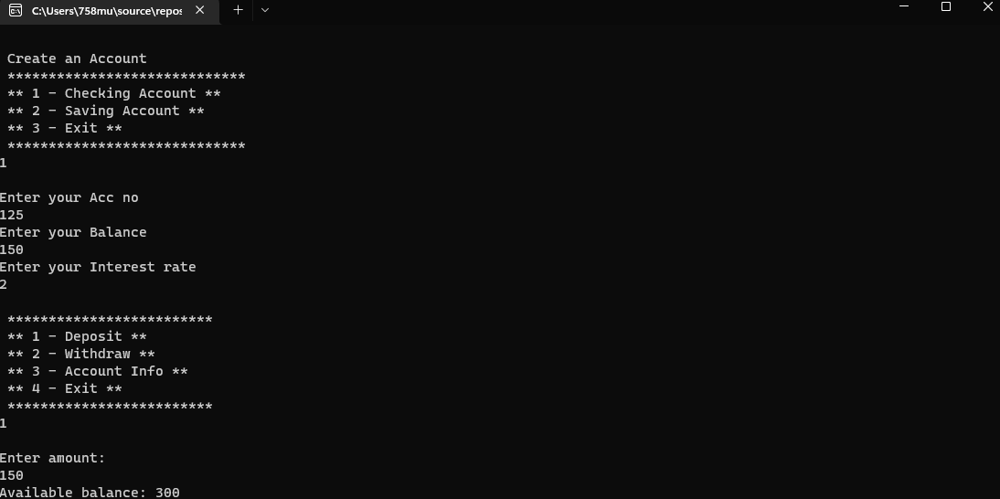 C:\Users\758mu\source\repos
Create an Account
*****************************
** 1 - Checking Account **
** 2 - Saving Account **
** 3 - Exit **
*****************************
1
Enter your Acc no
125
Enter your Balance
150
Enter your Interest rate
2
*************************
** 1 - Deposit **
** 2 - Withdraw **
** 3 - Account Info **
** 4 - Exit **
*************************
1
Enter amount:
150
Available balance: 300